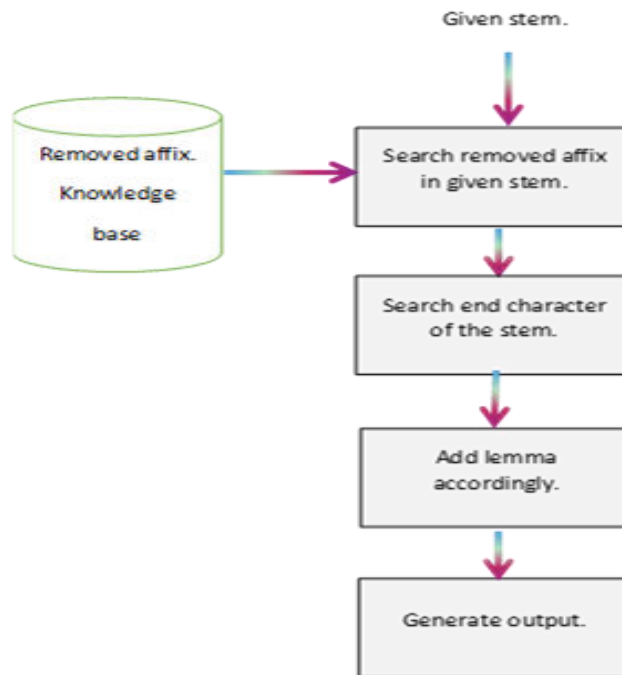 Given stem.
Removed affix.
Knowledge
base
Search removed affix
in given stem.
Search end character
of the stem.
Add lemma
accordingly.
Generate output.